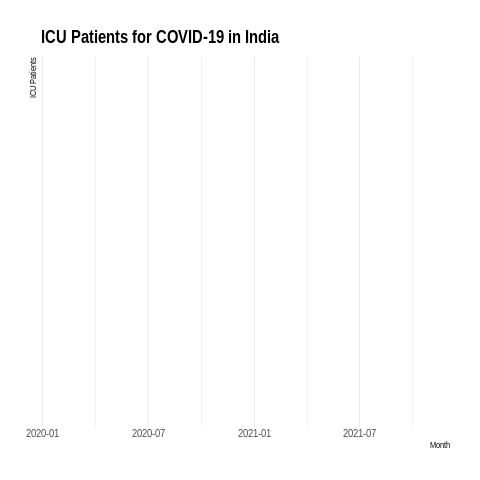 ICU Patients for COVID-19 in India
ICU Patients
2020-01 2020-07 2021-01 2021-07
Month